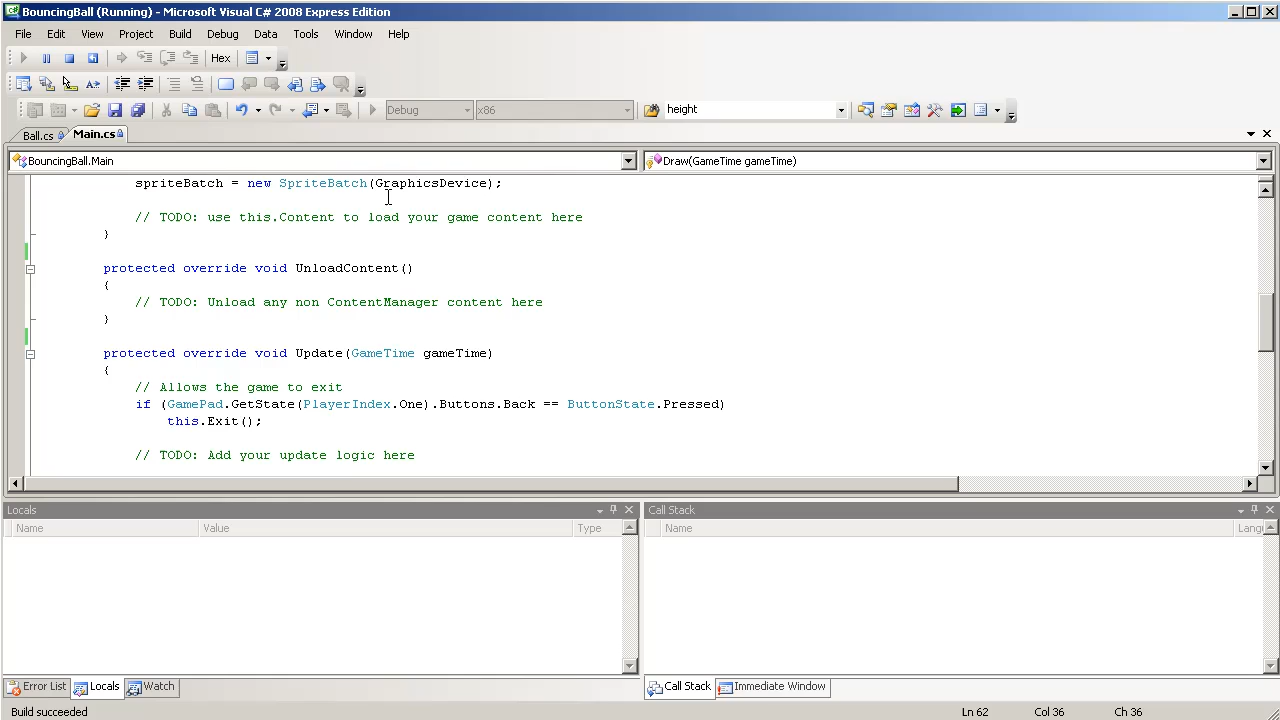 BouncingBall (Running) - Microsoft Visual C# 2008 Express Edition
File Edit View Project Build Debug Data Tools Window Help
Hex
Debug x86 height
Ball.cs Main.cs
BouncingBall.Main Draw(GameTime gameTime)
spriteBatch = new SpriteBatch(GraphicsDevice);
// TODO: use this.Content to load your game content here
}
protected override void UnloadContent()
{
// TODO: Unload any non ContentManager content here
}
protected override void Update(GameTime gameTime)
{
// Allows the game to exit
if (GamePad.GetState(PlayerIndex.One).Buttons.Back == ButtonState.Pressed)
this.Exit();
// TODO: Add your update logic here
Locals Call Stack
Name Value Type Name Langu
Error List Locals Watch Call Stack Immediate Window
Build succeeded Ln 62 Col 36 Ch 36